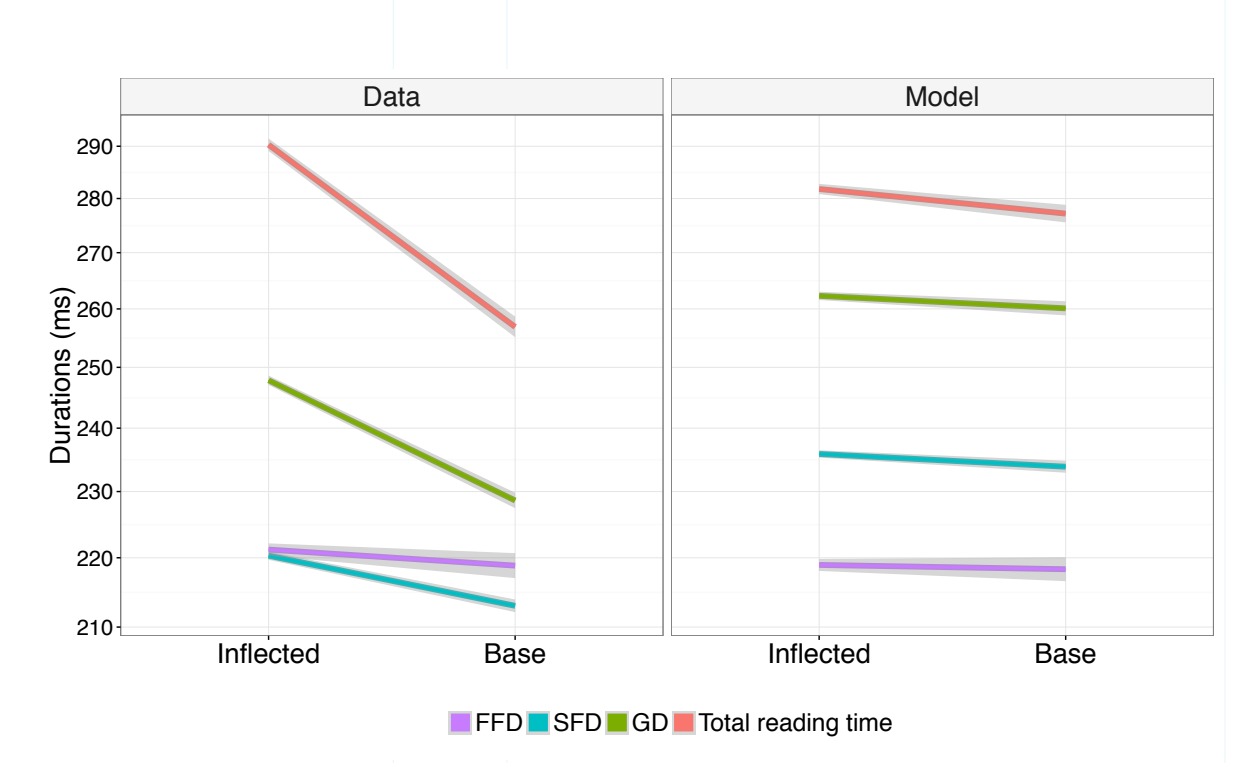 Data
Model
Durations (ms)
290
280
270
260
250
240
230
220
210
Inflected
Base
Inflected
Base
FFD SFD GD Total reading time